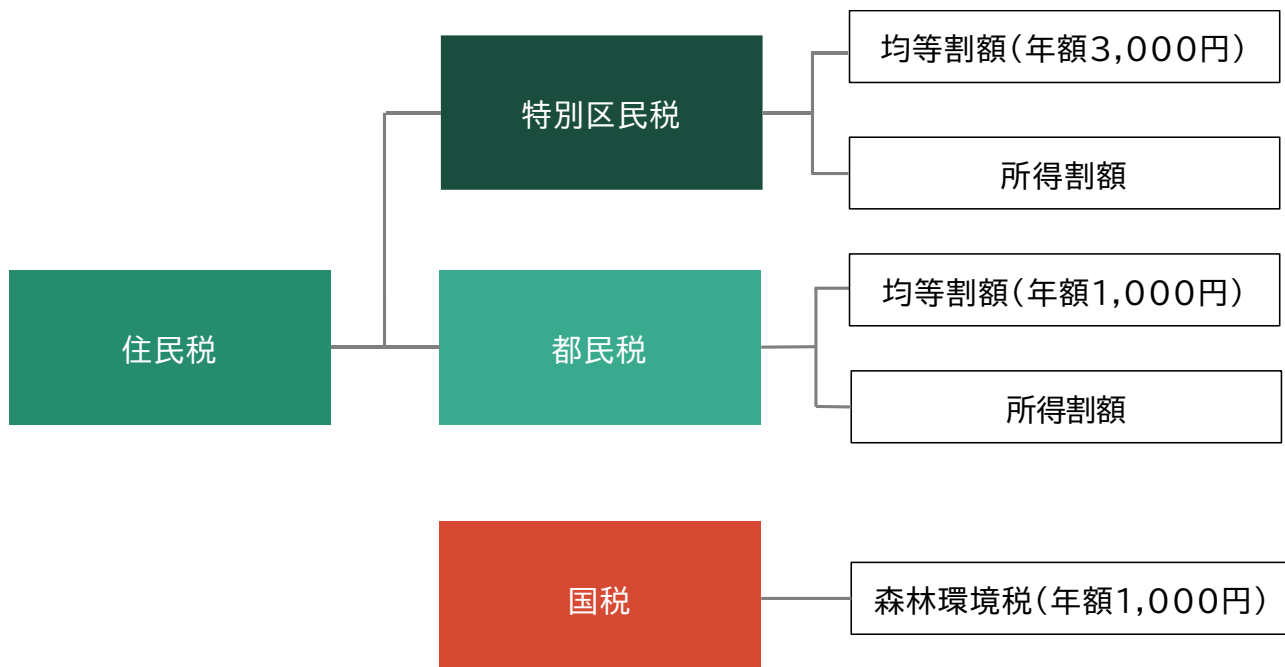 特別区民税
均等割額(年額3,000円)
所得割額
住民税
都民税
均等割額(年額1,000円)
所得割額
国税
森林環境税(年額1,000円)